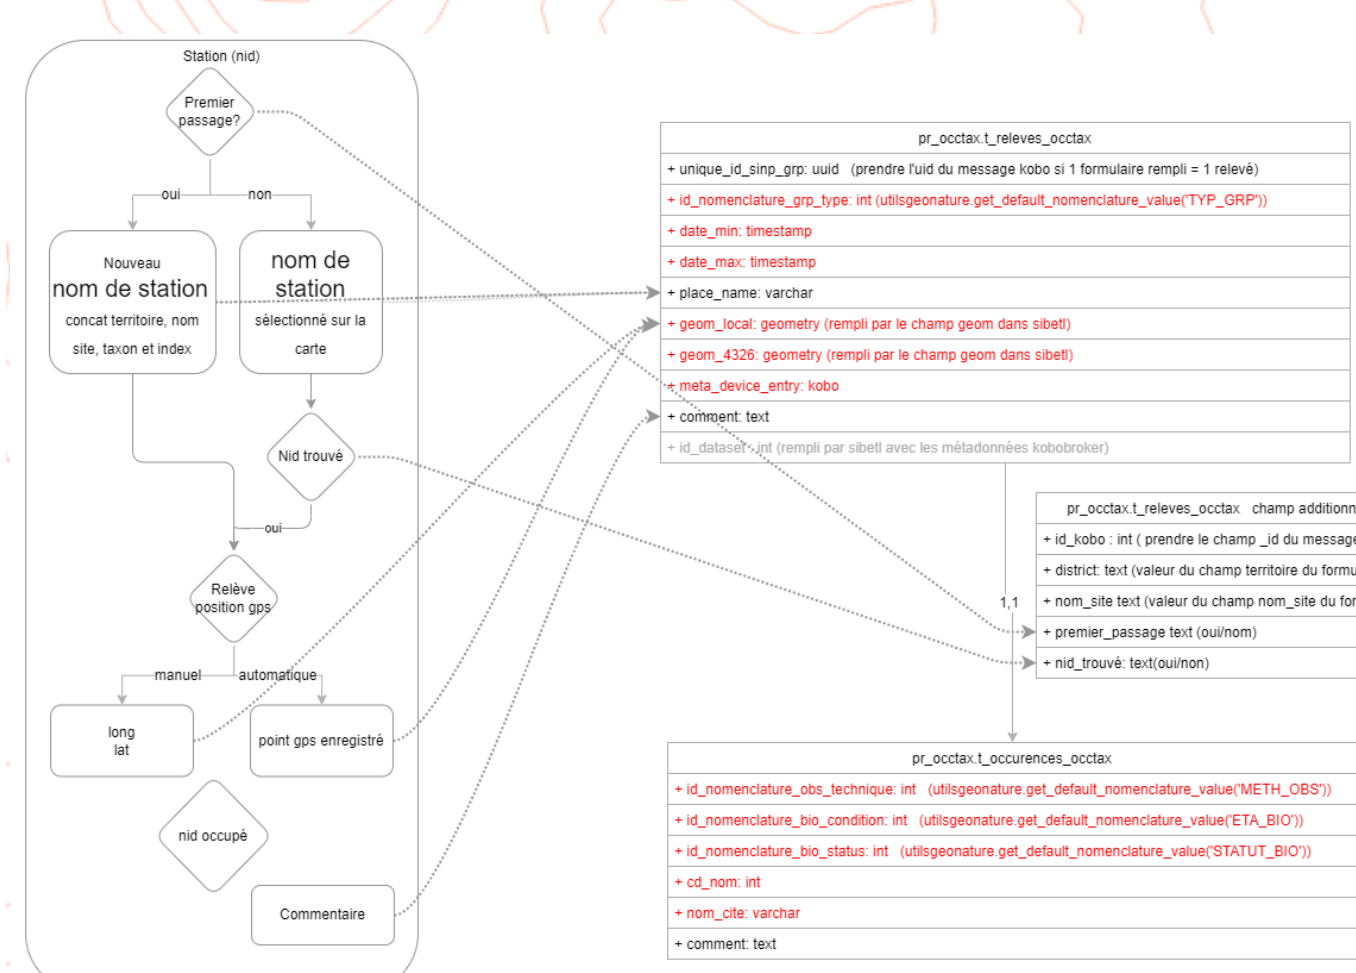 Station (nid)
Premier
passage?
oui
non
Nouveau
nom de station
concat territoire, nom
site, taxon et index
nom de
station
sélectionné sur la
carte
Nid trouvé
oui
Relève
position gps
manuel
automatique
long
lat
point gps enregistré
nid occupé
Commentaire
pr_occtax.t_releves_occtax
+ unique_id_sinp_grp: uuid (prendre l'uid du message kobo si 1 formulaire rempli = 1 relevé)
+ id_nomenclature_grp_type: int (utilsgeonature.get_default_nomenclature_value('TYP_GRP'))
+ date_min: timestamp
+ date_max: timestamp
+ place_name: varchar
+ geom_local: geometry (rempli par le champ geom dans sibetl)
+ geom_4326: geometry (rempli par le champ geom dans sibetl)
+ meta_device_entry: kobo
+ comment: text
+ id_dataset : int (rempli par sibetl avec les métadonnées kobobroker)
1,1
pr_occtax.t_releves_occtax champ additionn
+ id_kobo : int ( prendre le champ _id du message
+ district: text (valeur du champ territoire du formu
+ nom_site text (valeur du champ nom_site du for
+ premier_passage text (oui/nom)
+ nid_trouvé: text(oui/non)
pr_occtax.t_occurences_occtax
+ id_nomenclature_obs_technique: int (utilsgeonature.get_default_nomenclature_value('METH_OBS'))
+ id_nomenclature_bio_condition: int (utilsgeonature.get_default_nomenclature_value('ETA_BIO'))
+ id_nomenclature_bio_status: int (utilsgeonature.get_default_nomenclature_value('STATUT_BIO'))
+ cd_nom: int
+ nom_cite: varchar
+ comment: text